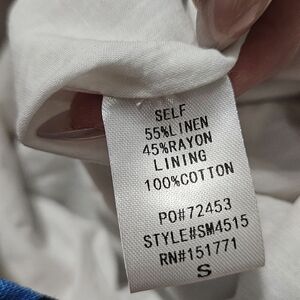 SELF
55%LINEN
45%RAYON
LINING
100%COTTON
PO#72453
STYLE#SM4515
RN#151771
S